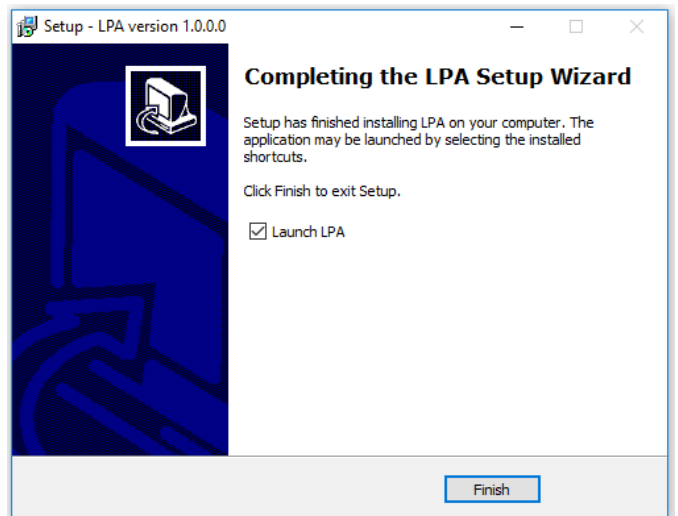 Setup - LPA version 1.0.0.0
Completing the LPA Setup Wizard
Setup has finished installing LPA on your computer. The
application may be launched by selecting the installed
shortcuts.
Click Finish to exit Setup.
Launch LPA
Finish